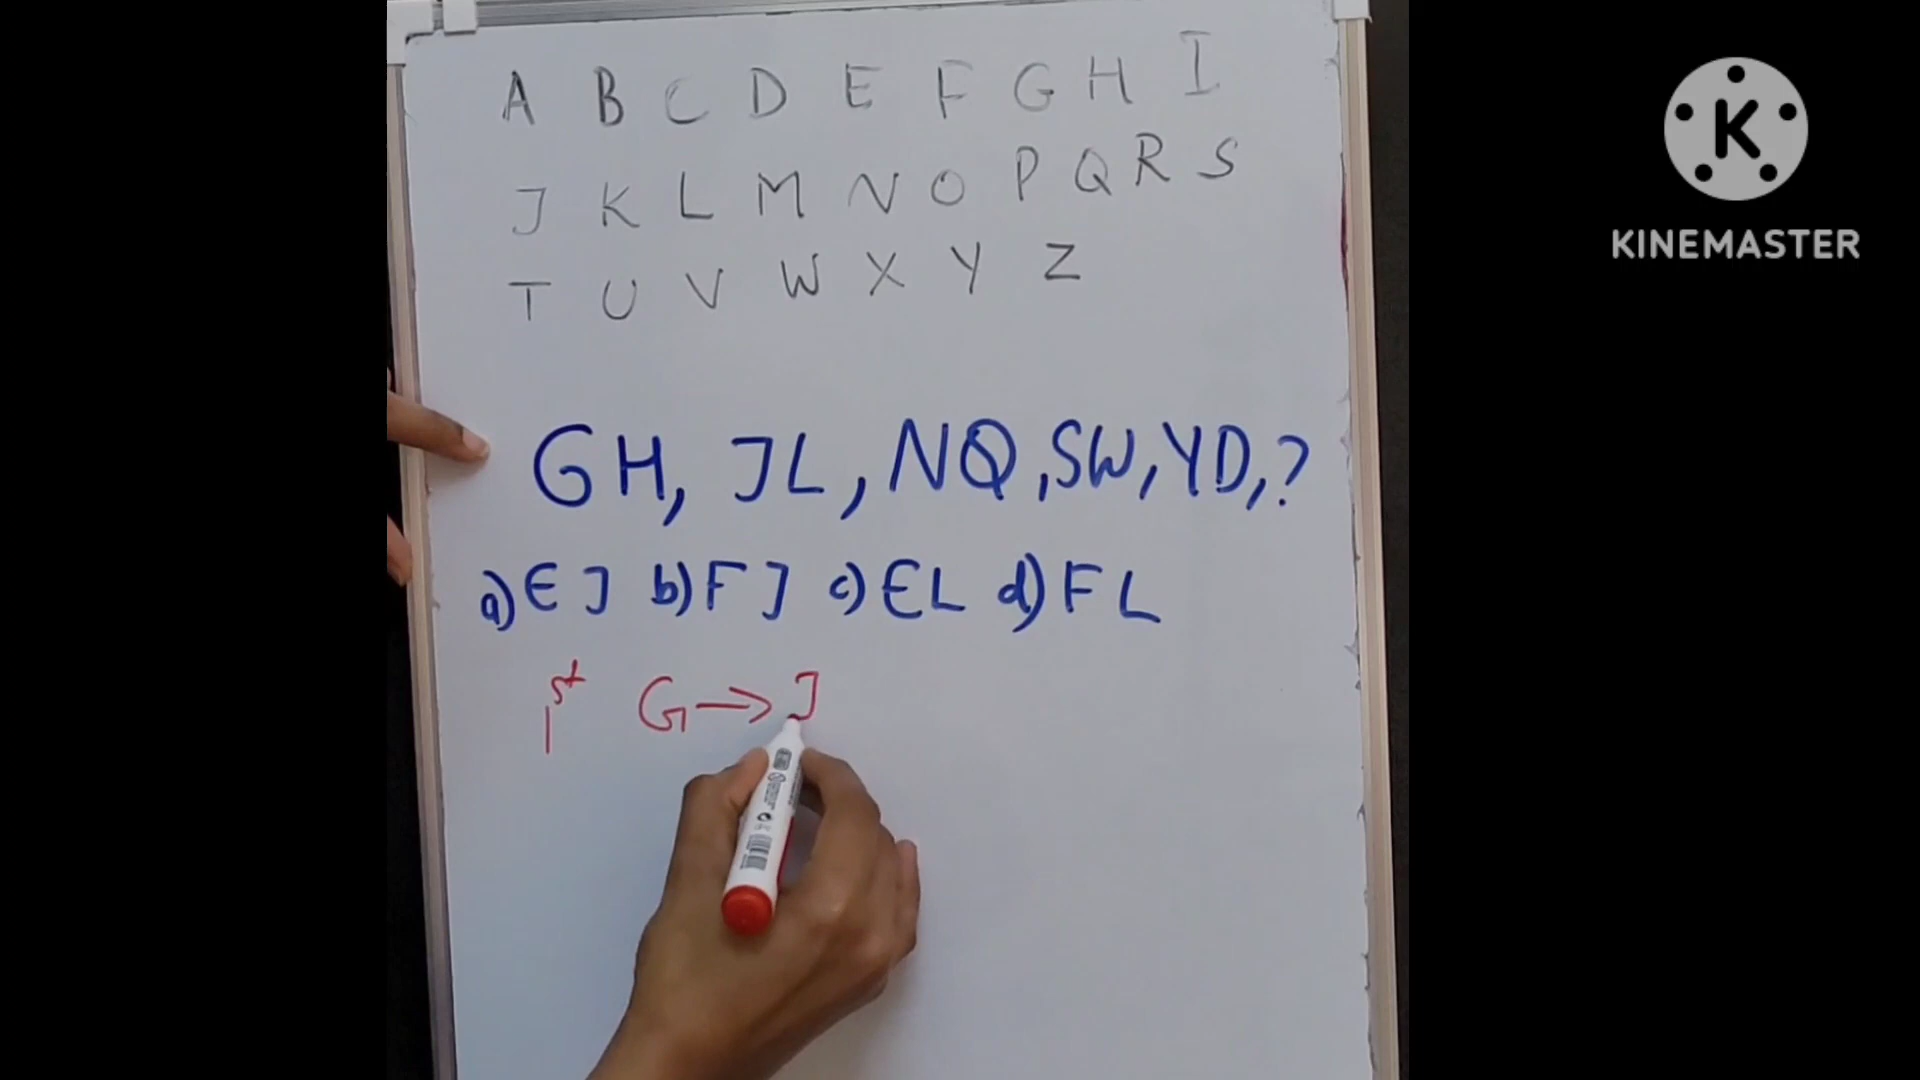 A B C D E F G H I
J K L M N O P Q R S
T U V W X Y Z
GH, JL, NQ, SW, YD, ?
a) EJ b) FJ c) EL d) FL
1st G → J
K
KINEMASTER